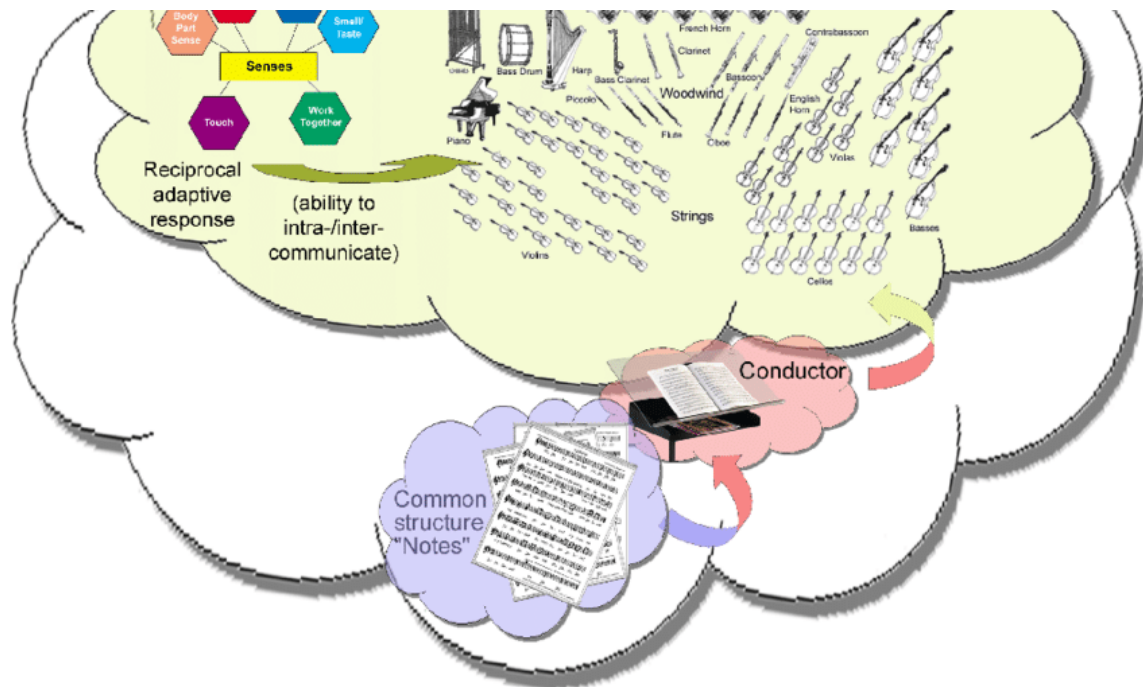 Body
Part
Sense
Smell/
Taste
Senses
Touch
Work
Together
Reciprocal
adaptive
response
(ability to
intra-/inter-
communicate)
Bass Drum
Harp
Bass Clarinet
Clarinet
French Horn
Contrabassoon
Piano
Piccolo
Woodwind
Bassoon
English
Horn
Flute
Oboe
Violas
Strings
Violins
Basses
Cellos
Conductor
Common
structure
"Notes"